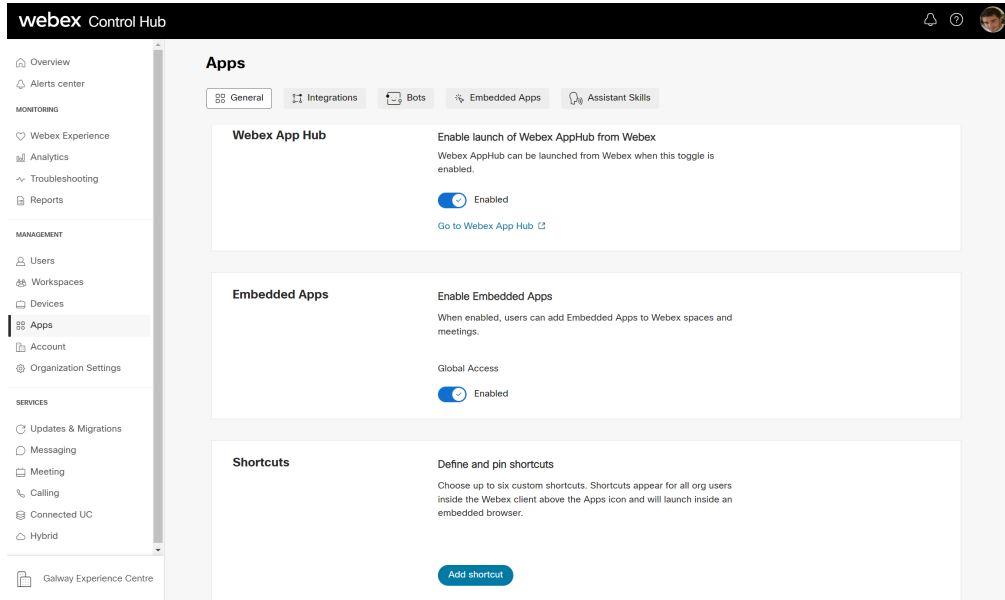 webex Control Hub
Overview
Alerts center
MONITORING
Webex Experience
Analytics
Troubleshooting
Reports
MANAGEMENT
Users
Workspaces
Devices
Apps
Account
Organization Settings
SERVICES
Updates & Migrations
Messaging
Meeting
Calling
Connected UC
Hybrid
Galway Experience Centre
Apps
General Integrations Bots Embedded Apps Assistant Skills
Webex App Hub
Enable launch of Webex AppHub from Webex
Webex AppHub can be launched from Webex when this toggle is
enabled.
Enabled
Go to Webex App Hub
Embedded Apps
Enable Embedded Apps
When enabled, users can add Embedded Apps to Webex spaces and
meetings.
Global Access
Enabled
Shortcuts
Define and pin shortcuts
Choose up to six custom shortcuts. Shortcuts appear for all org users
inside the Webex client above the Apps icon and will launch inside an
embedded browser.
Add shortcut